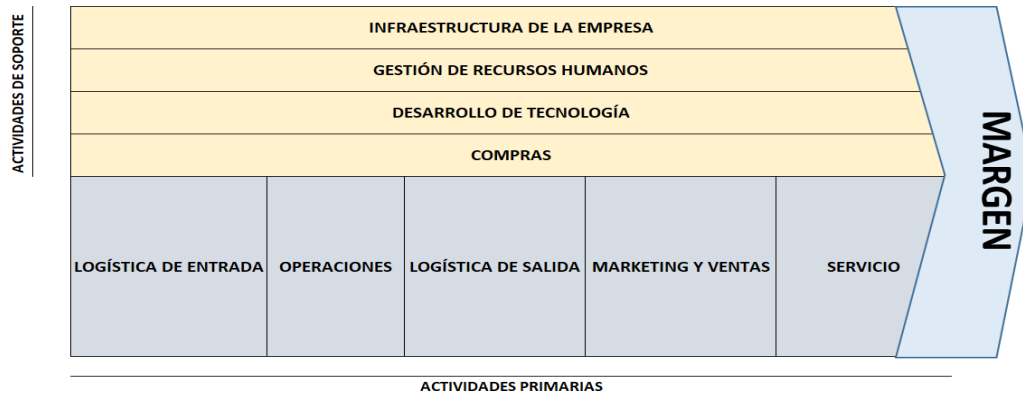 ACTIVIDADES DE SOPORTE
INFRAESTRUCTURA DE LA EMPRESA
GESTIÓN DE RECURSOS HUMANOS
DESARROLLO DE TECNOLOGÍA
COMPRAS
LOGÍSTICA DE ENTRADA
OPERACIONES
LOGÍSTICA DE SALIDA
MARKETING Y VENTAS
SERVICIO
MARGEN
ACTIVIDADES PRIMARIAS